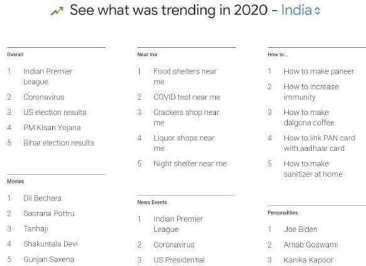 See what was trending in 2020 - India
Overall
1 Indian Premier
League
2 Coronavirus
3 US election results
4 PM Kisan Yojana
5 Bihar election results
Near me
1 Food shelters near
me
2 COVID test near me
3 Crackers shop near
me
4 Liquor shops near
me
5 Night shelter near me
How to...
1 How to make paneer
2 How to increase
immunity
3 How to make
dalgona coffee
4 How to link PAN card
with aadhaar card
5 How to make
sanitizer at home
Movies
1 Dil Bechara
2 Soorarai Pottru
3 Tanhaji
4 Shakuntala Devi
5 Gunjan Saxena
News Events
1 Indian Premier
League
2 Coronavirus
3 US Presidential
Personalities
1 Joe Biden
2 Arnab Goswami
3 Kanika Kapoor